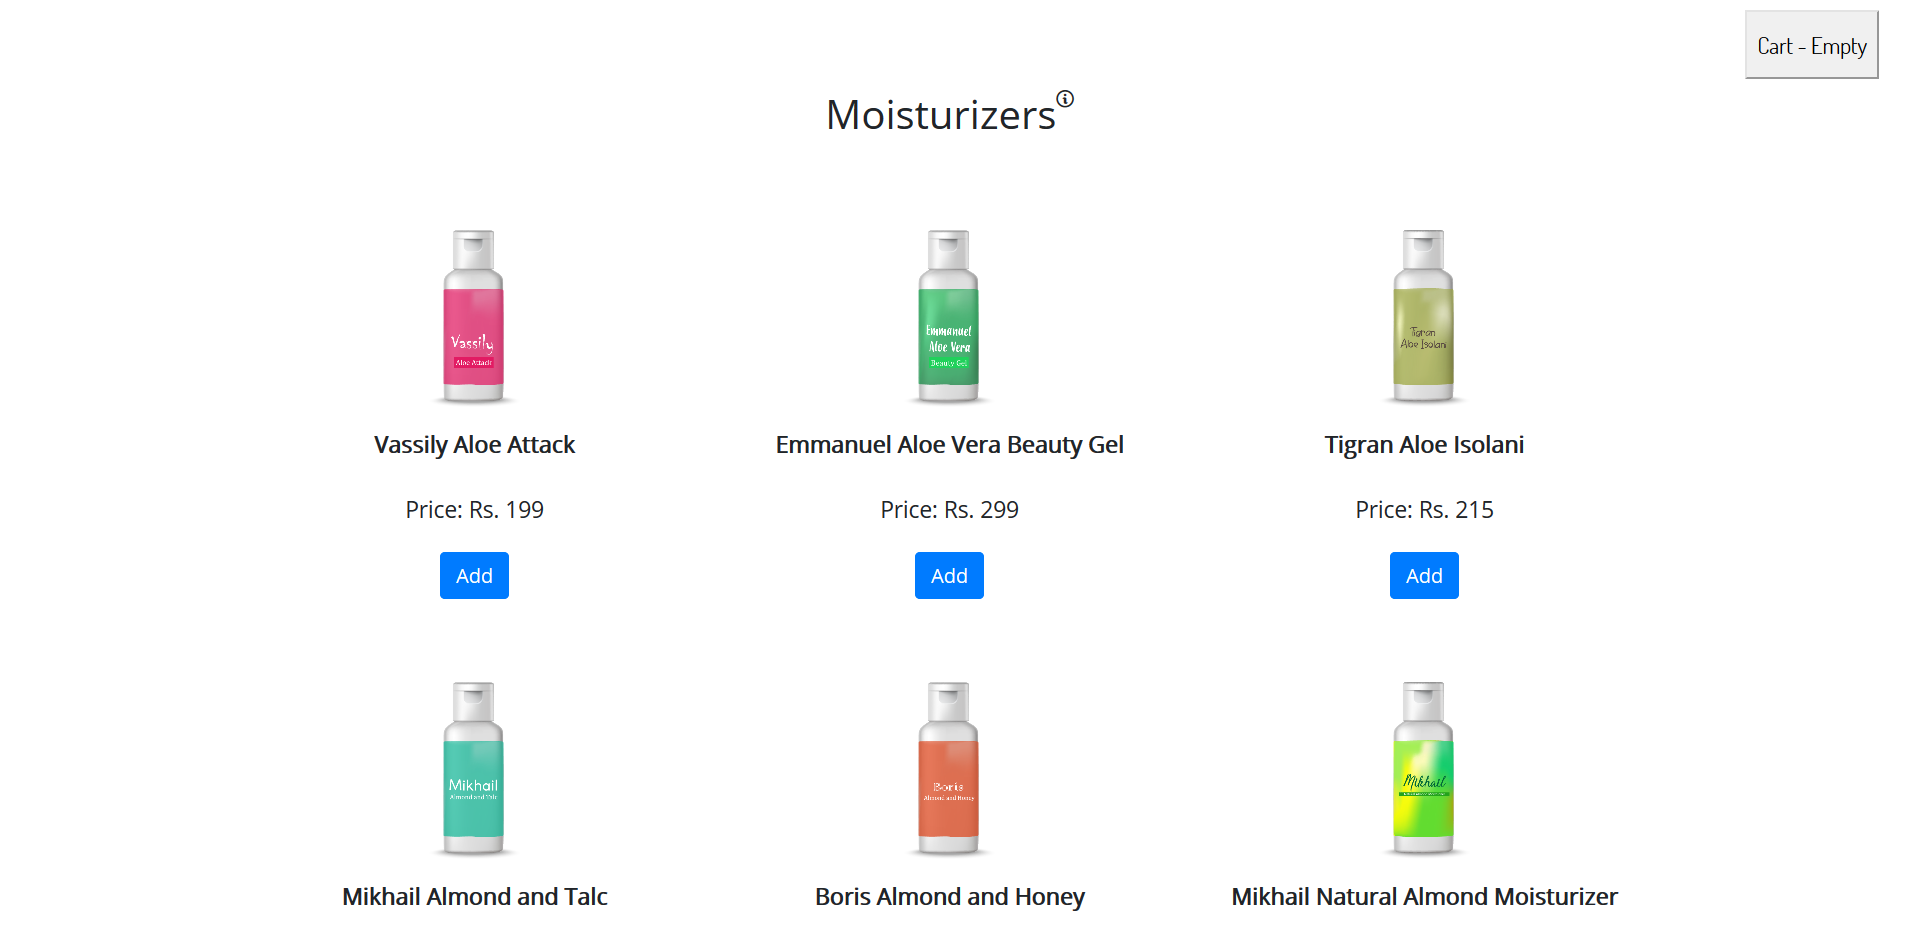 Cart - Empty
Moisturizers
Vassily
Aloe Attack
Emmanuel
Aloe Vera
Beauty Gel
Tigran
Aloe Isolani
Vassily Aloe Attack
Emmanuel Aloe Vera Beauty Gel
Tigran Aloe Isolani
Price: Rs. 199
Price: Rs. 299
Price: Rs. 215
Add
Add
Add
Mikhail
Almond and Talc
Boris
Almond and Honey
Mikhail
Mikhail Almond and Talc
Boris Almond and Honey
Mikhail Natural Almond Moisturizer